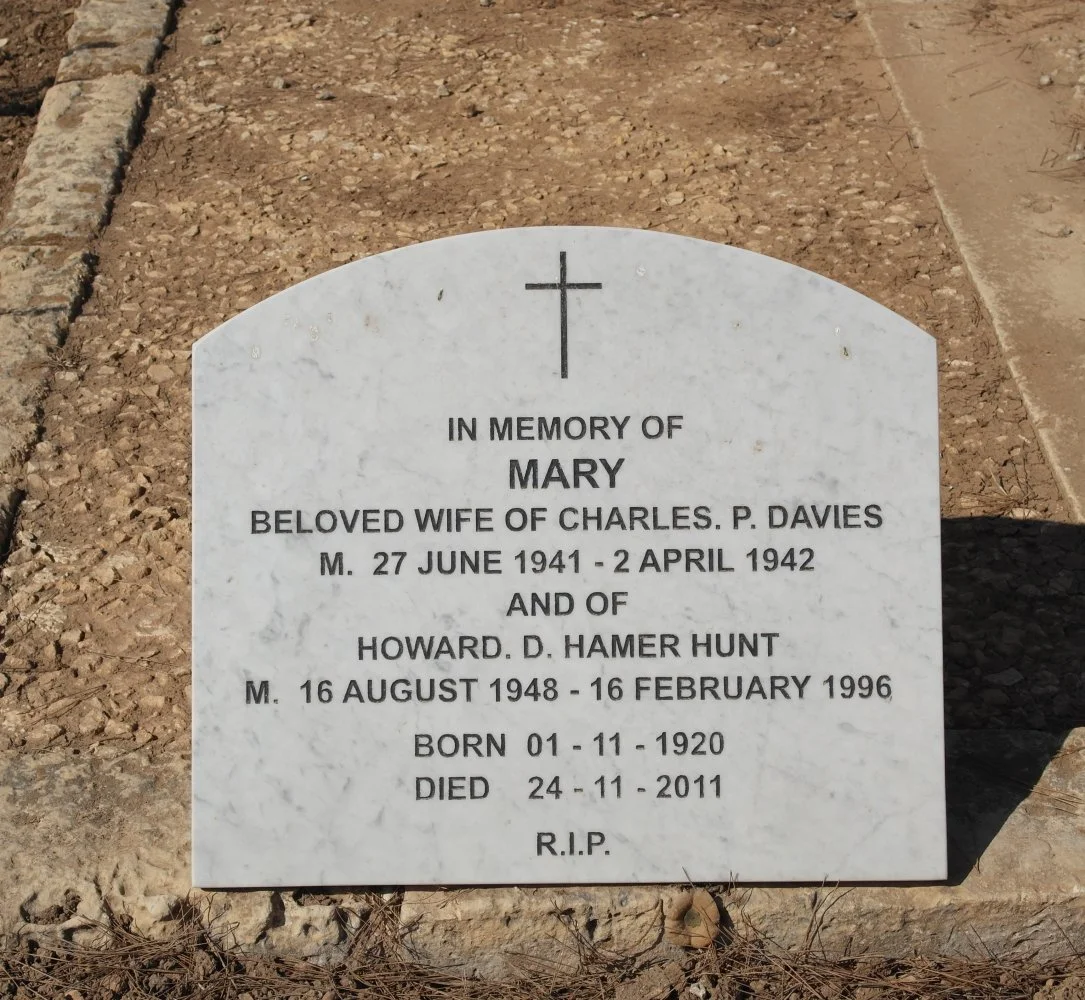 IN MEMORY OF
MARY
BELOVED WIFE OF CHARLES. P. DAVIES
M. 27 JUNE 1941 - 2 APRIL 1942
AND OF
HOWARD. D. HAMER HUNT
M. 16 AUGUST 1948 - 16 FEBRUARY 1996
BORN 01 - 11 - 1920
DIED 24 - 11 - 2011
R.I.P.